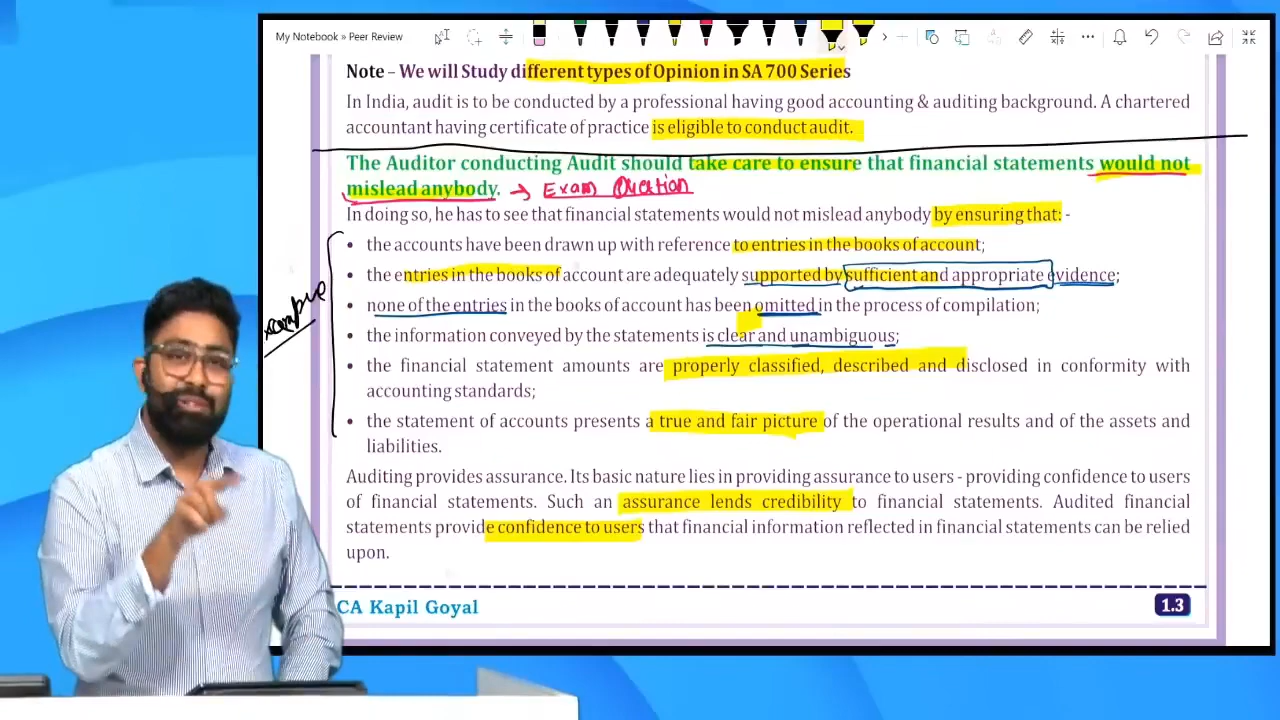 My Notebook » Peer Review
Note – We will Study different types of Opinion in SA 700 Series
In India, audit is to be conducted by a professional having good accounting & auditing background. A chartered
accountant having certificate of practice is eligible to conduct audit.
The Auditor conducting Audit should take care to ensure that financial statements would not
mislead anybody. → Exam Question
In doing so, he has to see that financial statements would not mislead anybody by ensuring that: -
• the accounts have been drawn up with reference to entries in the books of account;
• the entries in the books of account are adequately supported by sufficient and appropriate evidence;
• none of the entries in the books of account has been omitted in the process of compilation;
• the information conveyed by the statements is clear and unambiguous;
• the financial statement amounts are properly classified, described and disclosed in conformity with
accounting standards;
• the statement of accounts presents a true and fair picture of the operational results and of the assets and
liabilities.
Auditing provides assurance. Its basic nature lies in providing assurance to users - providing confidence to users
of financial statements. Such an assurance lends credibility to financial statements. Audited financial
statements provide confidence to users that financial information reflected in financial statements can be relied
upon.
CA Kapil Goyal
1.3